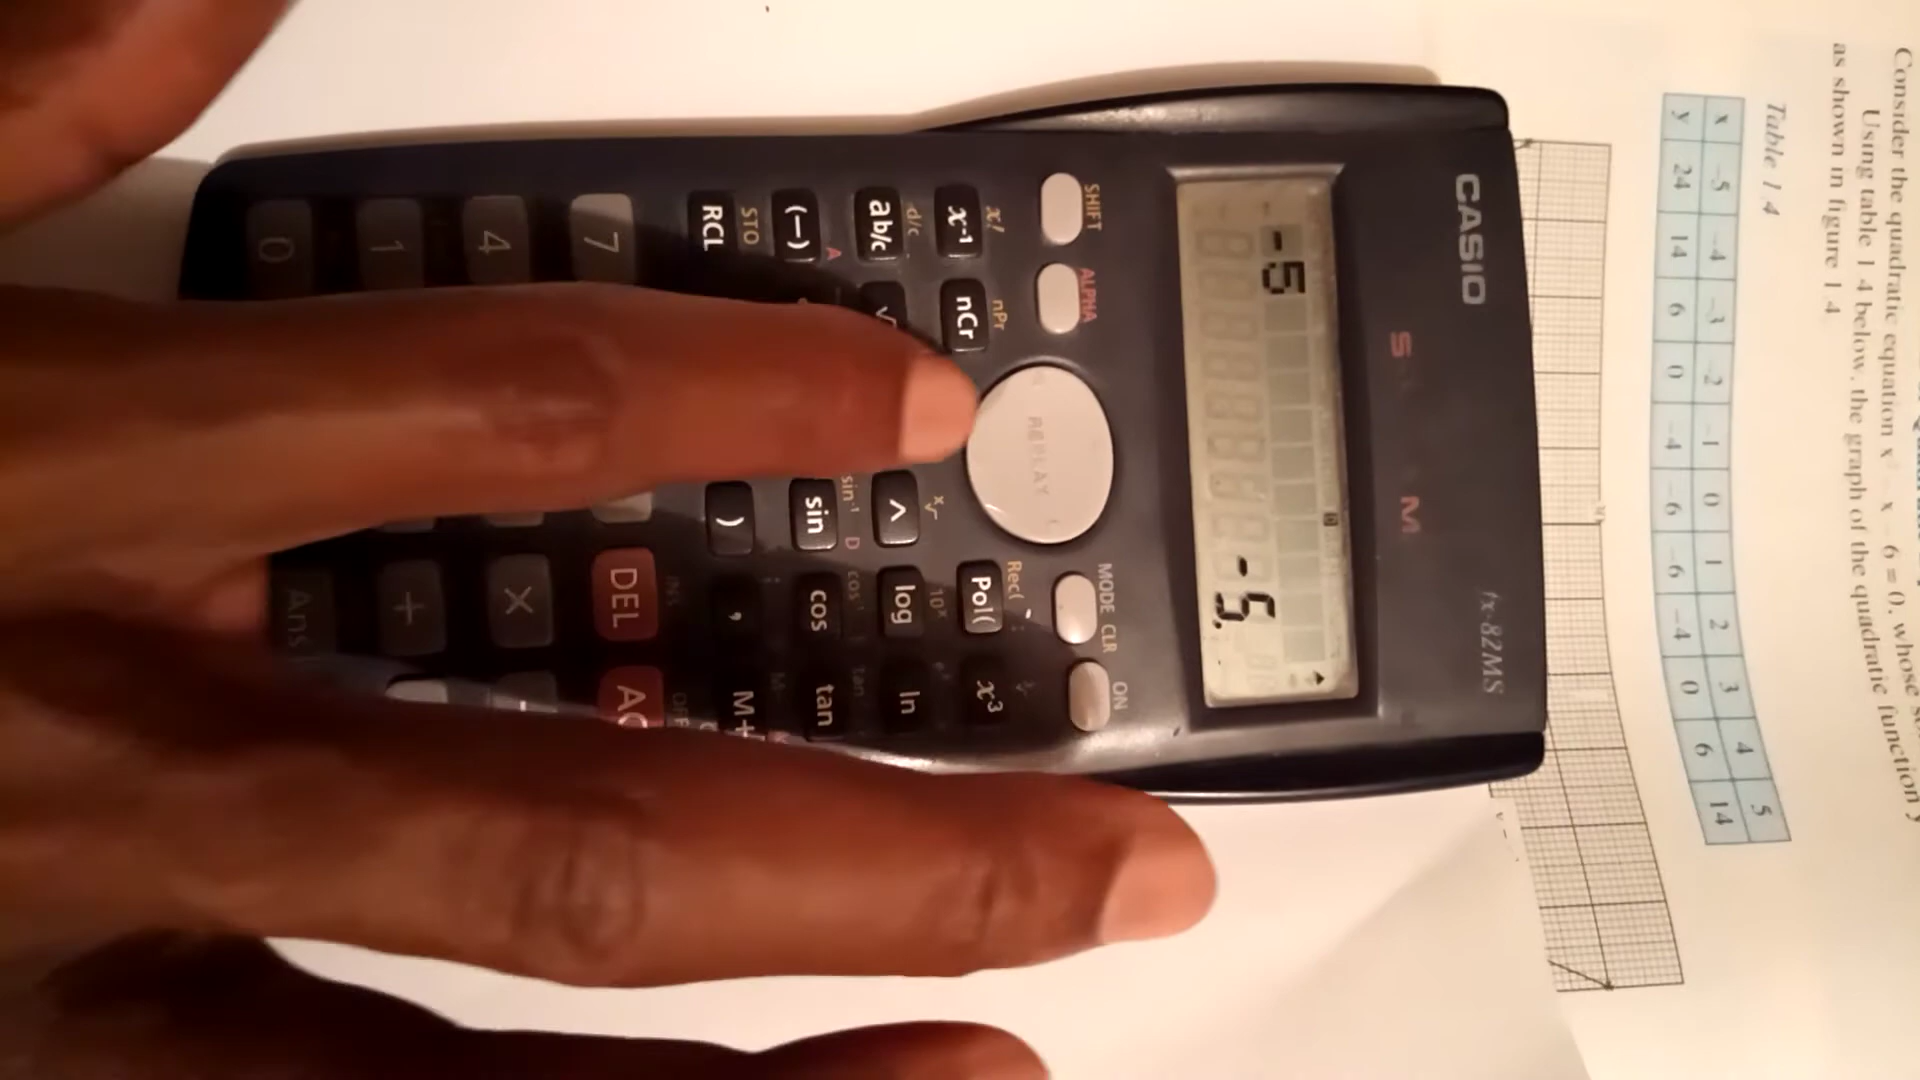 Consider the quadratic equation x² - x - 6 = 0, whose
Using table 1 4 below, the graph of the quadratic function y
as shown in figure 1 4
Table 1 4
x -5 -4 -3 -2 -1 0 1 2 3 4 5
y 24 14 6 0 -4 -6 -6 -4 0 6 14
CASIO
fx-82MS
S M
-5
-5.
SHIFT ALPHA MODE CLR ON
x! nPr Rec( :
x-1 nCr REPLAY Pol( x³
d/c 10x
ab/c ^ log ln
A sin-1 D cos-1 tan
(-) sin cos tan
STO
RCL ) , M+
INS OFF
7 DEL AC
4 ×
1 +
0 Ans